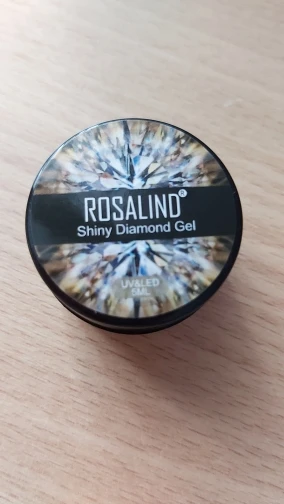 ROSALIND®
Shiny Diamond Gel
UV&LED
5ML